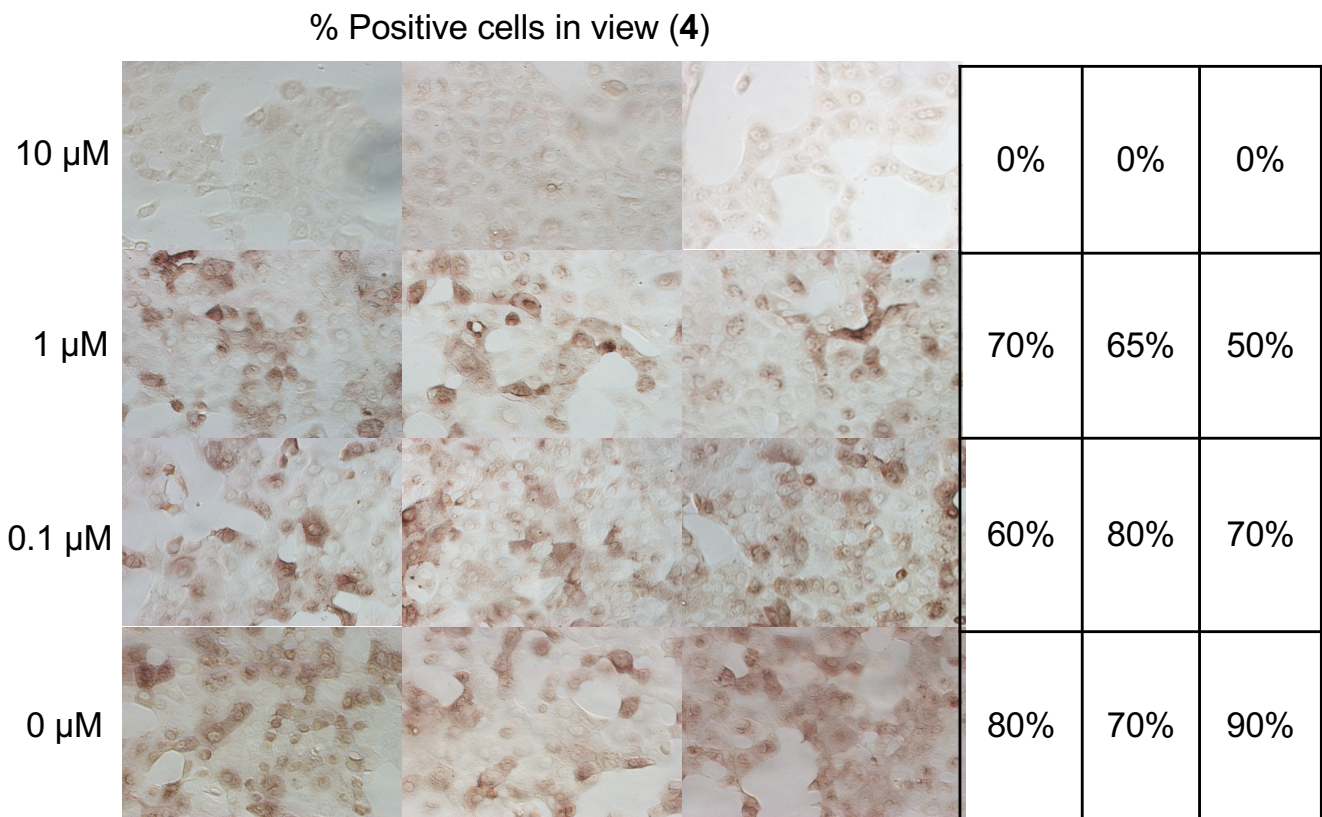 % Positive cells in view (4)
10 µM 0% 0% 0%
1 µM 70% 65% 50%
0.1 µM 60% 80% 70%
0 µM 80% 70% 90%